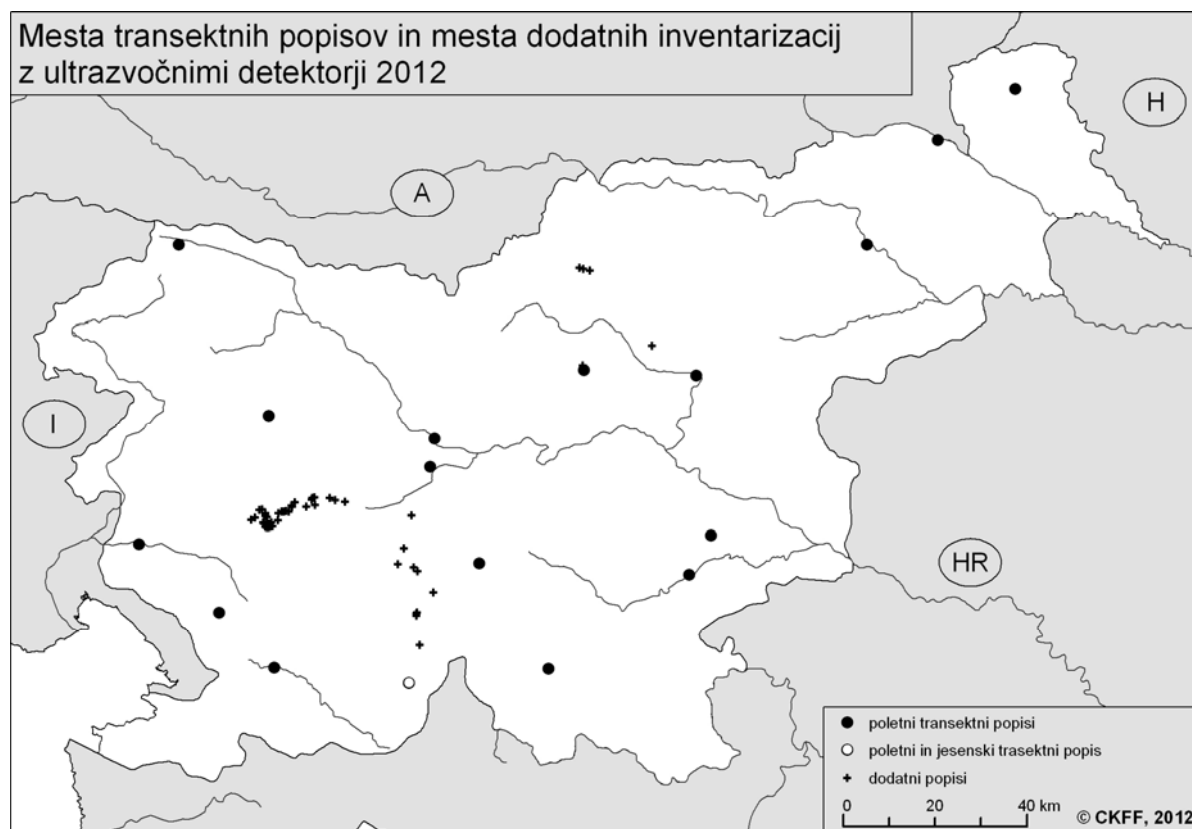 Mesta transektnih popisov in mesta dodatnih inventarizacij
z ultrazvočnimi detektorji 2012
H
A
I
HR
poletni transektni popisi
poletni in jesenski trasektni popis
dodatni popisi
0 20 40 km
© CKFF, 2012